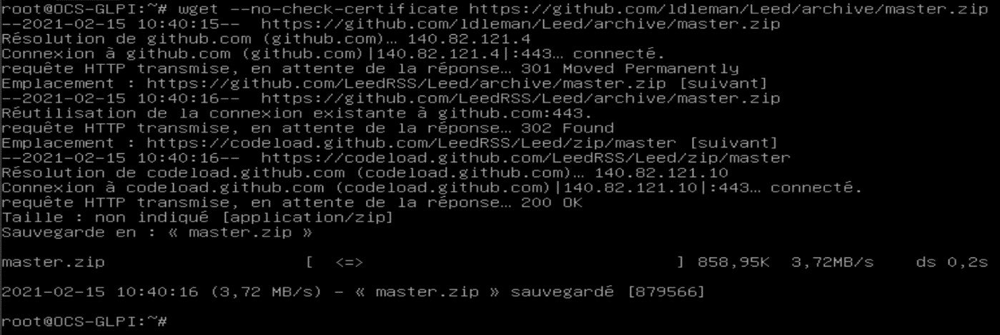 root@OCS-GLPI:~# wget --no-check-certificate https://github.com/ldleman/Leed/archive/master.zip
--2021-02-15 10:40:15--  https://github.com/ldleman/Leed/archive/master.zip
Résolution de github.com (github.com)… 140.82.121.4
Connexion à github.com (github.com)|140.82.121.4|:443… connecté.
requête HTTP transmise, en attente de la réponse… 301 Moved Permanently
Emplacement : https://github.com/LeedRSS/Leed/archive/master.zip [suivant]
--2021-02-15 10:40:16--  https://github.com/LeedRSS/Leed/archive/master.zip
Réutilisation de la connexion existante à github.com:443.
requête HTTP transmise, en attente de la réponse… 302 Found
Emplacement : https://codeload.github.com/LeedRSS/Leed/zip/master [suivant]
--2021-02-15 10:40:16--  https://codeload.github.com/LeedRSS/Leed/zip/master
Résolution de codeload.github.com (codeload.github.com)… 140.82.121.10
Connexion à codeload.github.com (codeload.github.com)|140.82.121.10|:443… connecté.
requête HTTP transmise, en attente de la réponse… 200 OK
Taille : non indiqué [application/zip]
Sauvegarde en : « master.zip »
master.zip                    [  <=>                               ] 858,95K  3,72MB/s    ds 0,2s
2021-02-15 10:40:16 (3,72 MB/s) - « master.zip » sauvegardé [879566]
root@OCS-GLPI:~#